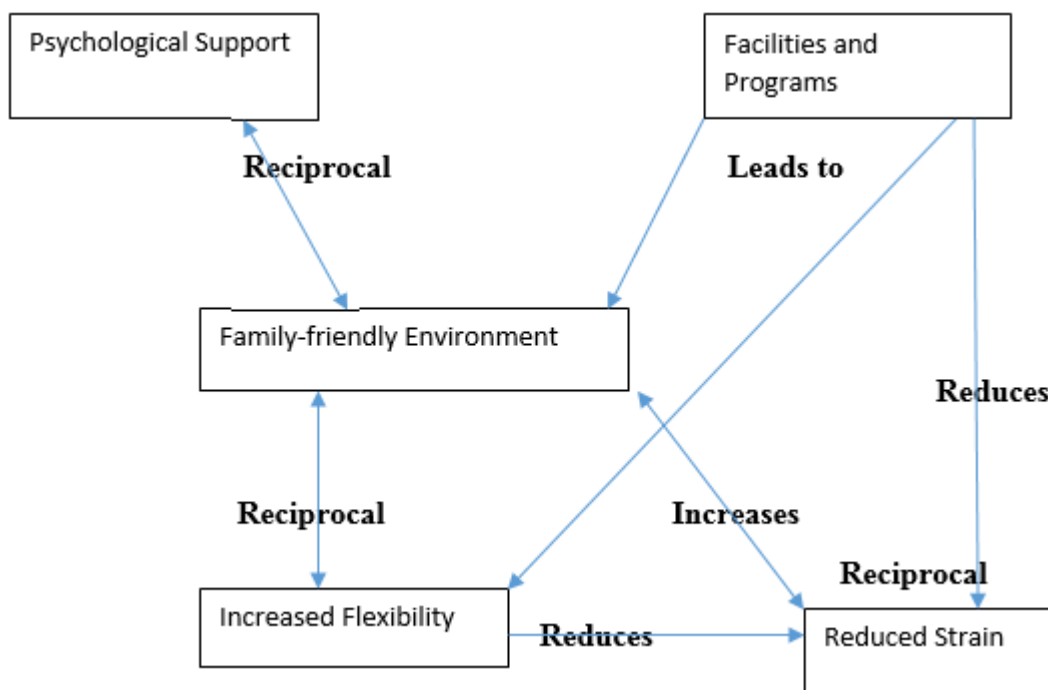 Psychological Support
Facilities and
Programs
Reciprocal
Leads to
Family-friendly Environment
Reduces
Reciprocal
Increases
Reciprocal
Increased Flexibility
Reduces
Reduced Strain